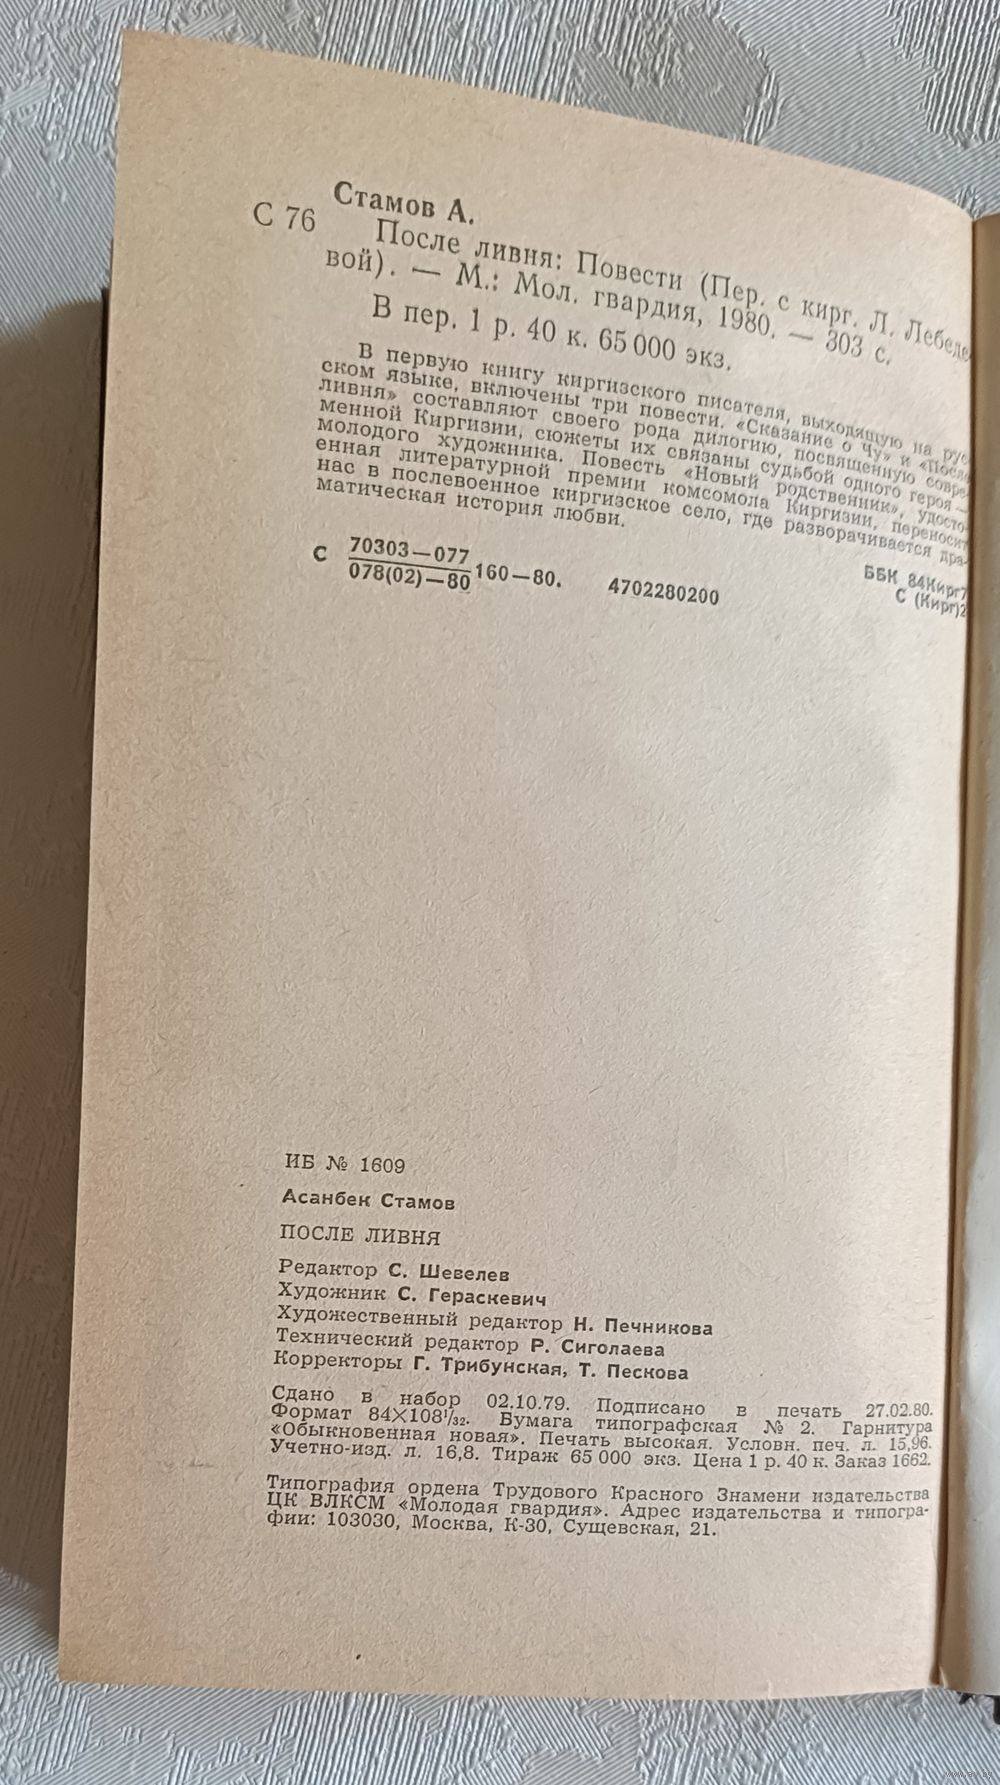 Стамов А.
С 76
После ливня: Повести (Пер. с кирг. Л. Лебеде-
вой). — М.: Мол. гвардия, 1980. — 303 с.
В пер. 1 р. 40 к. 65 000 экз.
В первую книгу киргизского писателя, выходящую на рус-
ском языке, включены три повести. «Сказание о Чу» и «После
ливня» составляют своего рода дилогию, посвященную совре-
менной Киргизии, сюжеты их связаны судьбой одного героя —
молодого художника. Повесть «Новый родственник», удосто-
енная литературной премии комсомола Киргизии, переносит
нас в послевоенное киргизское село, где разворачивается дра-
матическая история любви.
С 70303—077
078(02)—80 160—80. 4702280200
ББК 84Кирг7
С (Кирг)2
ИБ № 1609
Асанбек Стамов
ПОСЛЕ ЛИВНЯ
Редактор С. Шевелев
Художник С. Гераскевич
Художественный редактор Н. Печникова
Технический редактор Р. Сиголаева
Корректоры Г. Трибунская, Т. Пескова
Сдано в набор 02.10.79. Подписано в печать 27.02.80.
Формат 84×108¹/₃₂. Бумага типографская № 2. Гарнитура
«Обыкновенная новая». Печать высокая. Условн. печ. л. 15,96.
Учетно-изд. л. 16,8. Тираж 65 000 экз. Цена 1 р. 40 к. Заказ 1662.
Типография ордена Трудового Красного Знамени издательства
ЦК ВЛКСМ «Молодая гвардия». Адрес издательства и типогра-
фии: 103030, Москва, К-30, Сущевская, 21.